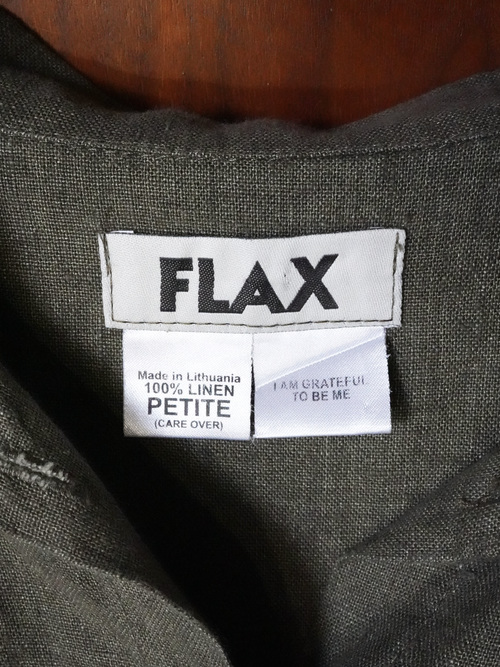 FLAX
Made in Lithuania
100% LINEN
PETITE
(CARE OVER)
I AM GRATEFUL
TO BE ME